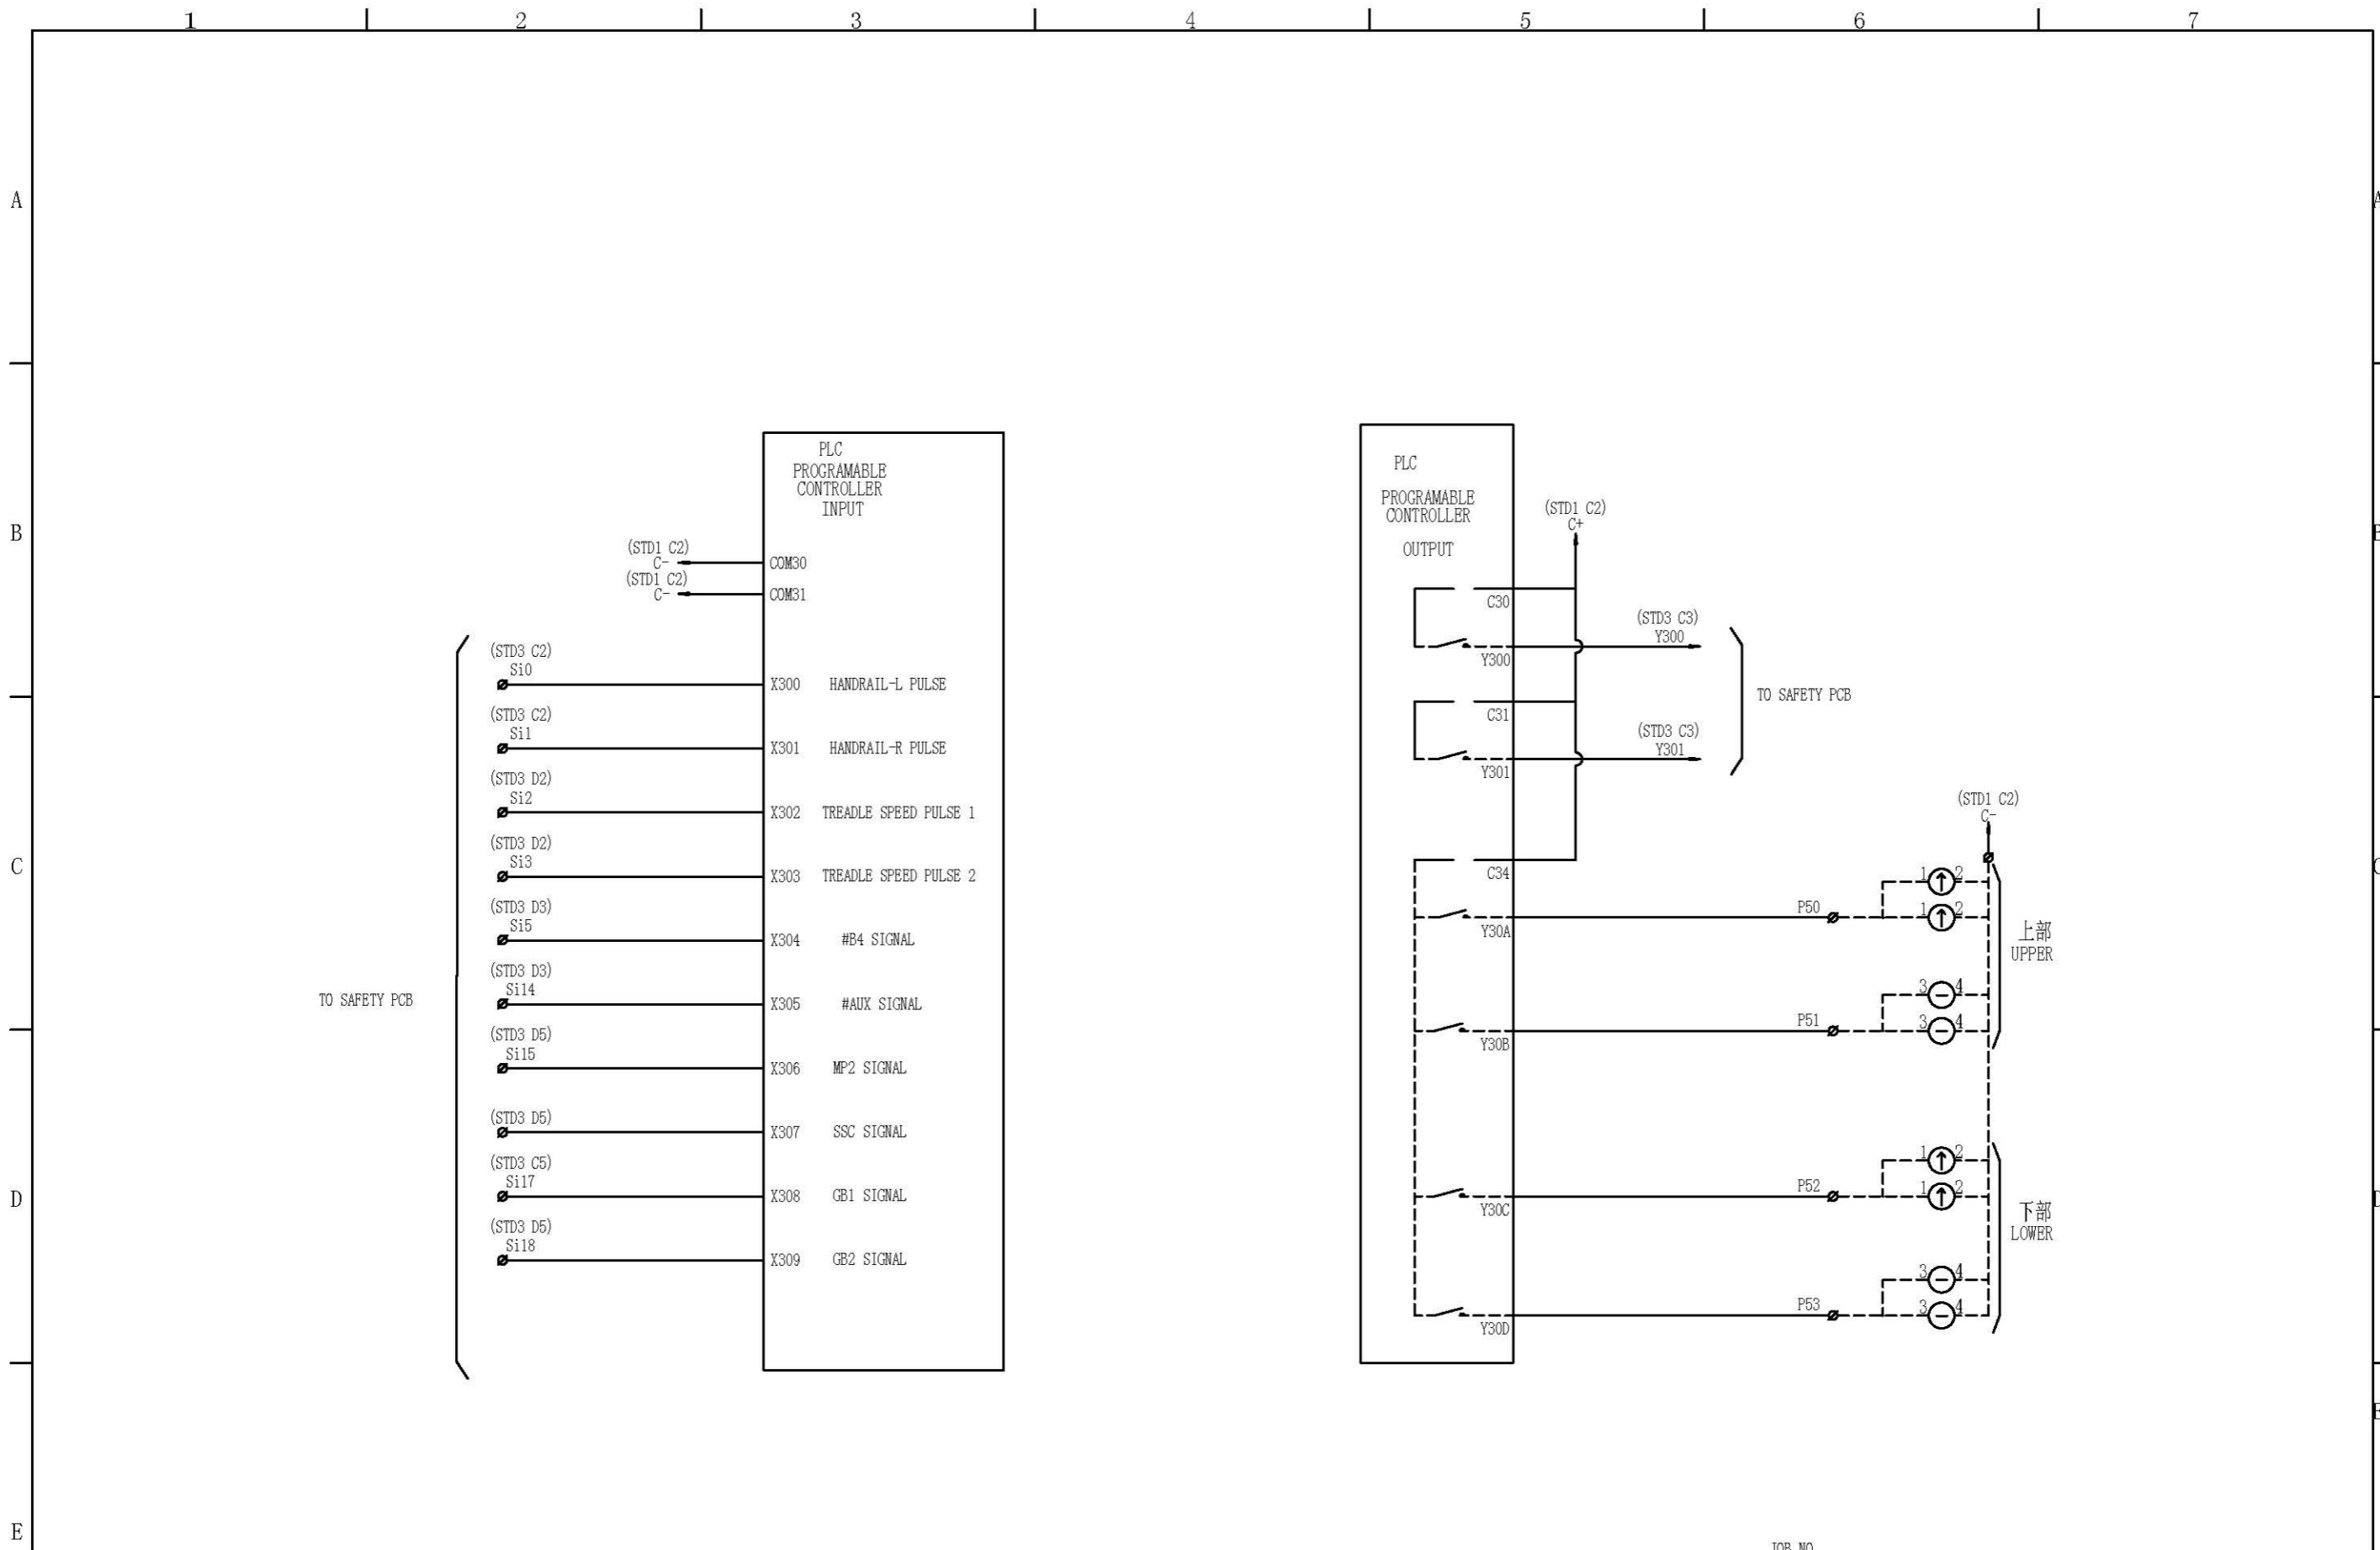 1 2 3 4 5 6 7
A A
B B
C C
D D
E E
PLC
PROGRAMABLE
CONTROLLER
INPUT
(STD1 C2)
C-
COM30
(STD1 C2)
C-
COM31
TO SAFETY PCB
(STD3 C2)
Si0
X300 HANDRAIL-L PULSE
(STD3 C2)
Si1
X301 HANDRAIL-R PULSE
(STD3 D2)
Si2
X302 TREADLE SPEED PULSE 1
(STD3 D2)
Si3
X303 TREADLE SPEED PULSE 2
(STD3 D3)
Si5
X304 #B4 SIGNAL
(STD3 D3)
Si14
X305 #AUX SIGNAL
(STD3 D5)
Si15
X306 MP2 SIGNAL
(STD3 D5)
X307 SSC SIGNAL
(STD3 C5)
Si17
X308 GB1 SIGNAL
(STD3 D5)
Si18
X309 GB2 SIGNAL
PLC
PROGRAMABLE
CONTROLLER
OUTPUT
(STD1 C2)
C+
C30
(STD3 C3)
Y300
Y300
C31
(STD3 C3)
Y301
Y301
TO SAFETY PCB
(STD1 C2)
C-
C34
1 2
P50 1 2
Y30A
上部
UPPER
3 4
P51 3 4
Y30B
1 2
P52 1 2
Y30C
下部
LOWER
3 4
P53 3 4
Y30D
JOB NO